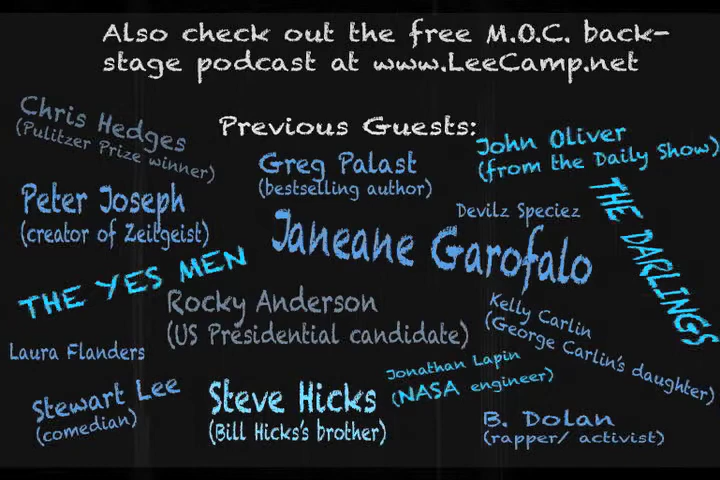 Also check out the free M.O.C. back-
stage podcast at www.LeeCamp.net
Previous Guests:
Chris Hedges
(Pulitzer Prize winner)
Greg Palast
(bestselling author)
John Oliver
(from the Daily Show)
Peter Joseph
(creator of Zeitgeist)
Devilz Speciez
Janeane Garofalo
THE DARLINGS
THE YES MEN
Rocky Anderson
(US Presidential candidate)
Kelly Carlin
(George Carlin's daughter)
Laura Flanders
Jonathan Lapin
(NASA engineer)
Stewart Lee
(comedian)
Steve Hicks
(Bill Hicks's brother)
B. Dolan
(rapper/ activist)